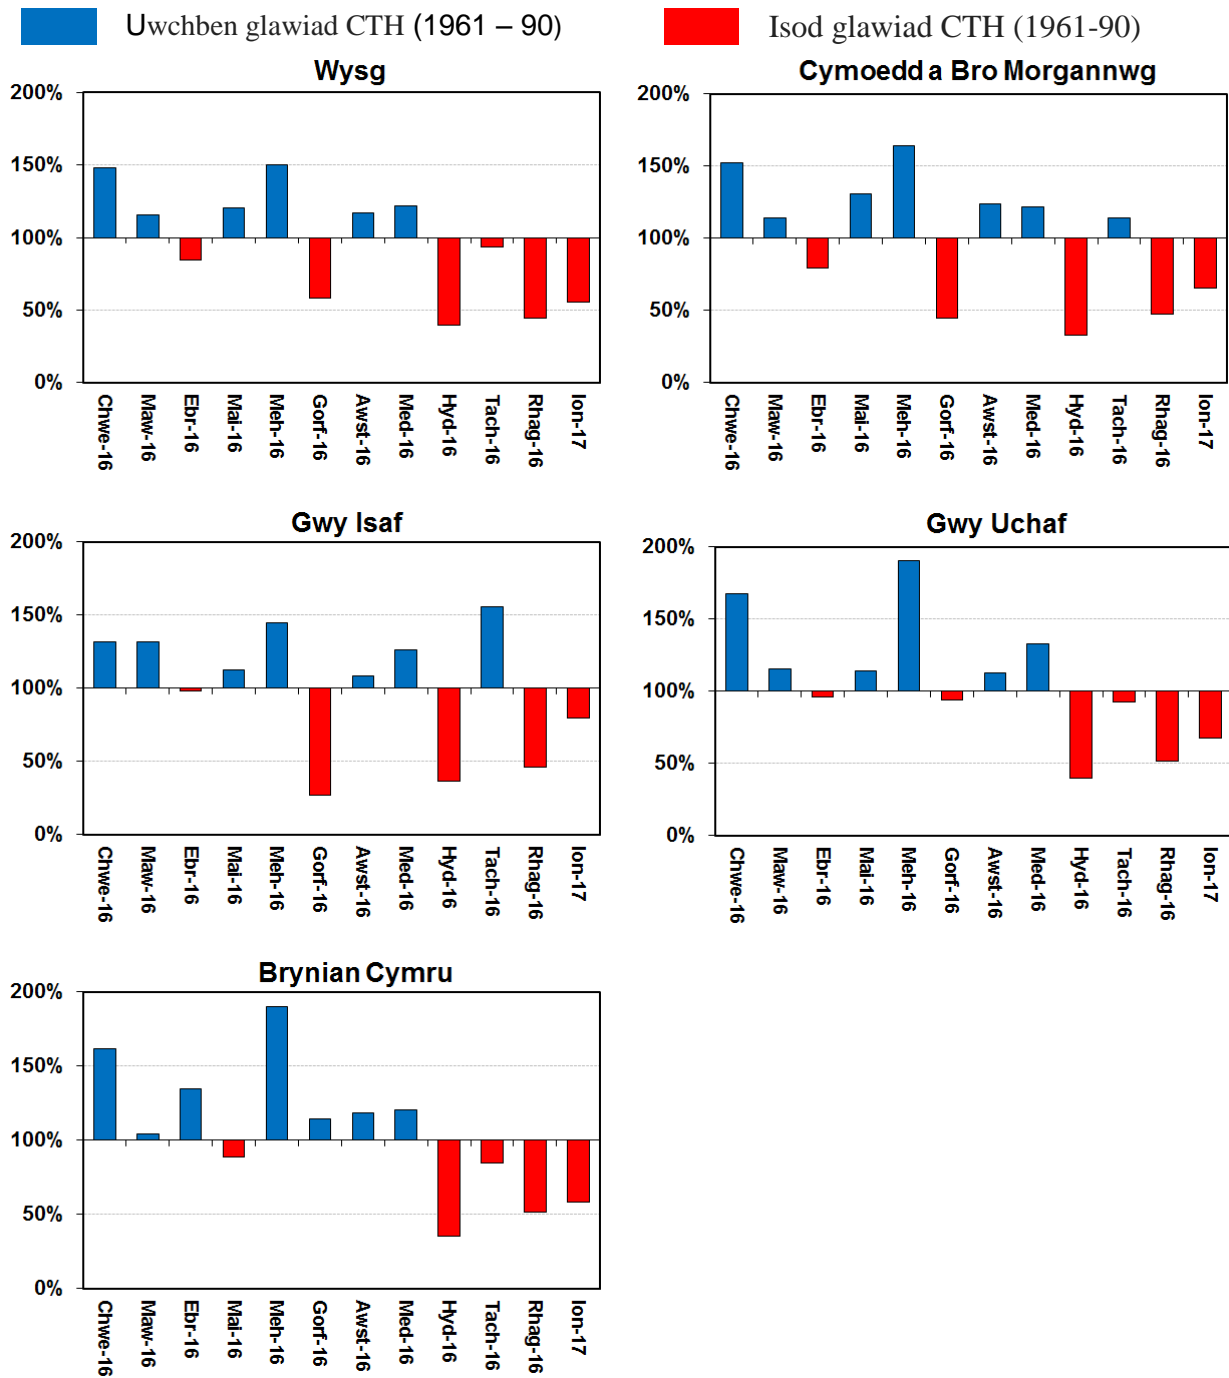 Uwchben glawiad CTH (1961 – 90)
Isod glawiad CTH (1961-90)
Wysg
200%
150%
100%
50%
0%
Chwe-16
Maw-16
Ebr-16
Mai-16
Meh-16
Gorf-16
Awst-16
Med-16
Hyd-16
Tach-16
Rhag-16
Ion-17
Cymoedd a Bro Morgannwg
200%
150%
100%
50%
0%
Chwe-16
Maw-16
Ebr-16
Mai-16
Meh-16
Gorf-16
Awst-16
Med-16
Hyd-16
Tach-16
Rhag-16
Ion-17
Gwy Isaf
200%
150%
100%
50%
0%
Chwe-16
Maw-16
Ebr-16
Mai-16
Meh-16
Gorf-16
Awst-16
Med-16
Hyd-16
Tach-16
Rhag-16
Ion-17
Gwy Uchaf
200%
150%
100%
50%
0%
Chwe-16
Maw-16
Ebr-16
Mai-16
Meh-16
Gorf-16
Awst-16
Med-16
Hyd-16
Tach-16
Rhag-16
Ion-17
Brynian Cymru
200%
150%
100%
50%
0%
Chwe-16
Maw-16
Ebr-16
Mai-16
Meh-16
Gorf-16
Awst-16
Med-16
Hyd-16
Tach-16
Rhag-16
Ion-17